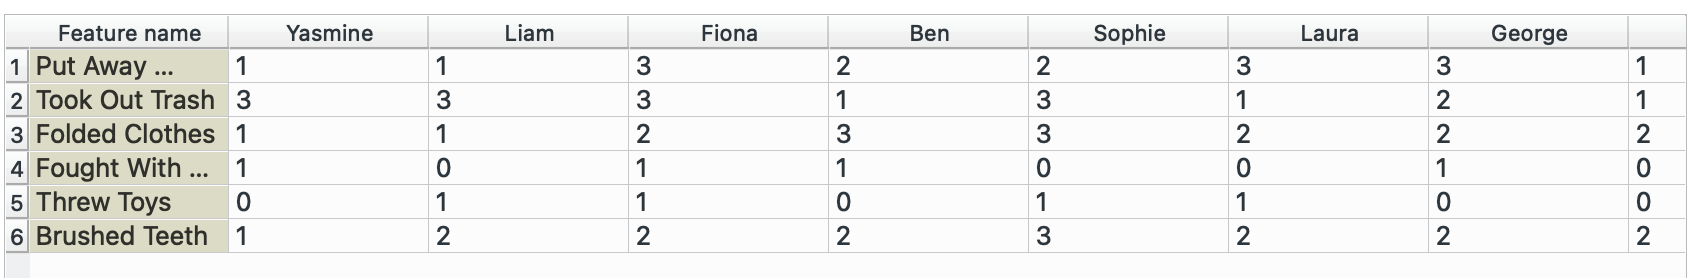 Feature name Yasmine Liam Fiona Ben Sophie Laura George
1 Put Away ... 1 1 3 2 2 3 3 1
2 Took Out Trash 3 3 3 1 3 1 2 1
3 Folded Clothes 1 1 2 3 3 2 2 2
4 Fought With ... 1 0 1 1 0 0 1 0
5 Threw Toys 0 1 1 0 1 1 0 0
6 Brushed Teeth 1 2 2 2 3 2 2 2